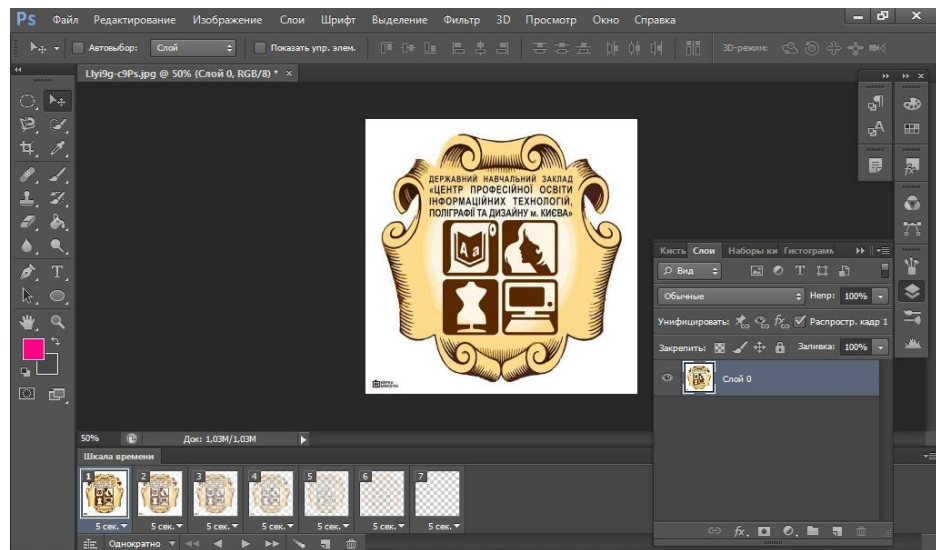 Ps Файл Редактирование Изображение Слои Шрифт Выделение Фильтр 3D Просмотр Окно Справка
Автовыбор: Слой Показать упр. элем. 3D-режим:
LIyi9g-c9Ps.jpg @ 50% (Слой 0, RGB/8) * ×
ДЕРЖАВНИЙ НАВЧАЛЬНИЙ ЗАКЛАД
«ЦЕНТР ПРОФЕСІЙНОЇ ОСВІТИ
ІНФОРМАЦІЙНИХ ТЕХНОЛОГІЙ,
ПОЛІГРАФІЇ ТА ДИЗАЙНУ м. КИЄВА»
Aa
Кисть Слои Наборы ки Гистограмм
Вид
Обычные Непр: 100%
Унифицировать: Распростр. кадр 1
Закрепить: Заливка: 100%
Слой 0
50% Док: 1,03M/1,03M
Шкала времени
1 2 3 4 5 6 7
5 сек. 5 сек. 5 сек. 5 сек. 5 сек. 5 сек. 5 сек.
Однократно